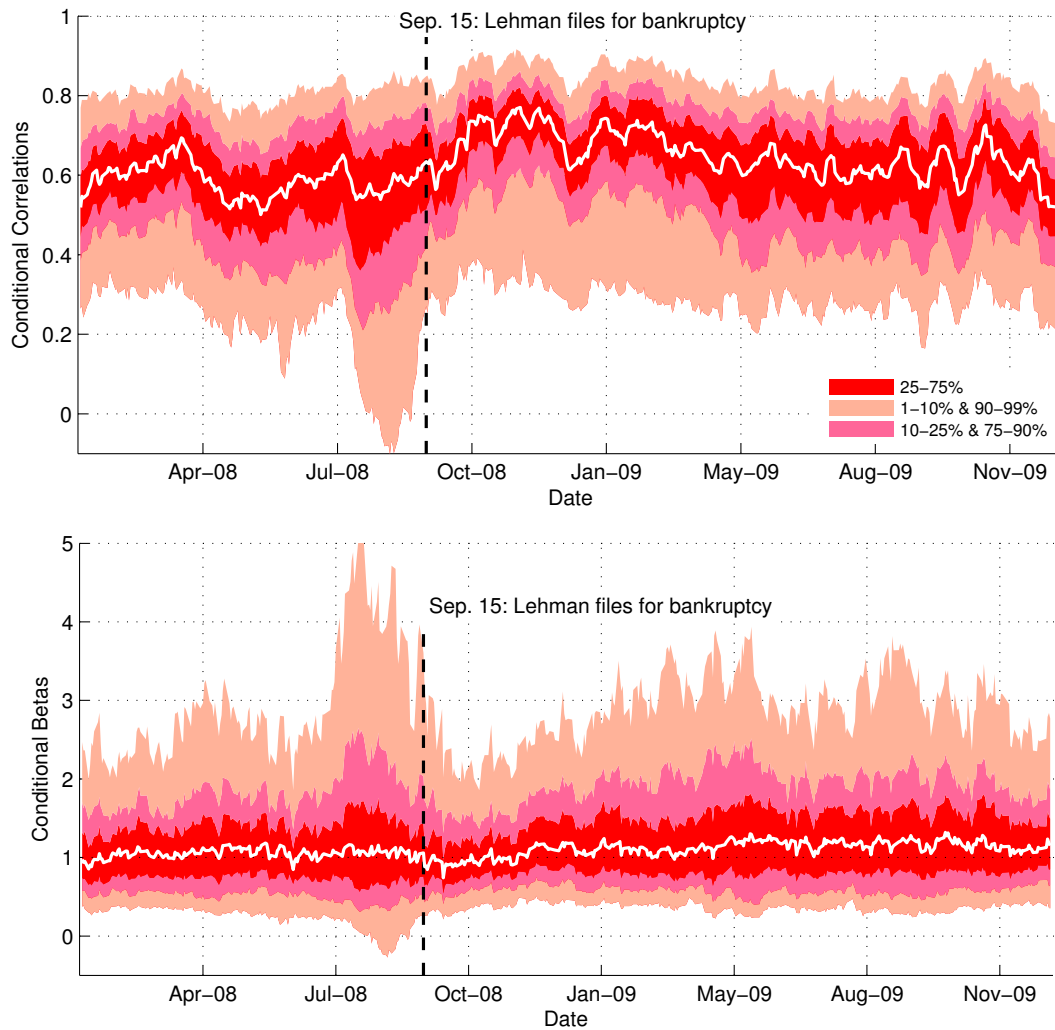 Sep. 15: Lehman files for bankruptcy
1
0.8
0.6
0.4
0.2
0
Conditional Correlations
25−75%
1−10% & 90−99%
10−25% & 75−90%
Apr−08 Jul−08 Oct−08 Jan−09 May−09 Aug−09 Nov−09
Date
5
4
3
2
1
0
Conditional Betas
Sep. 15: Lehman files for bankruptcy
Apr−08 Jul−08 Oct−08 Jan−09 May−09 Aug−09 Nov−09
Date